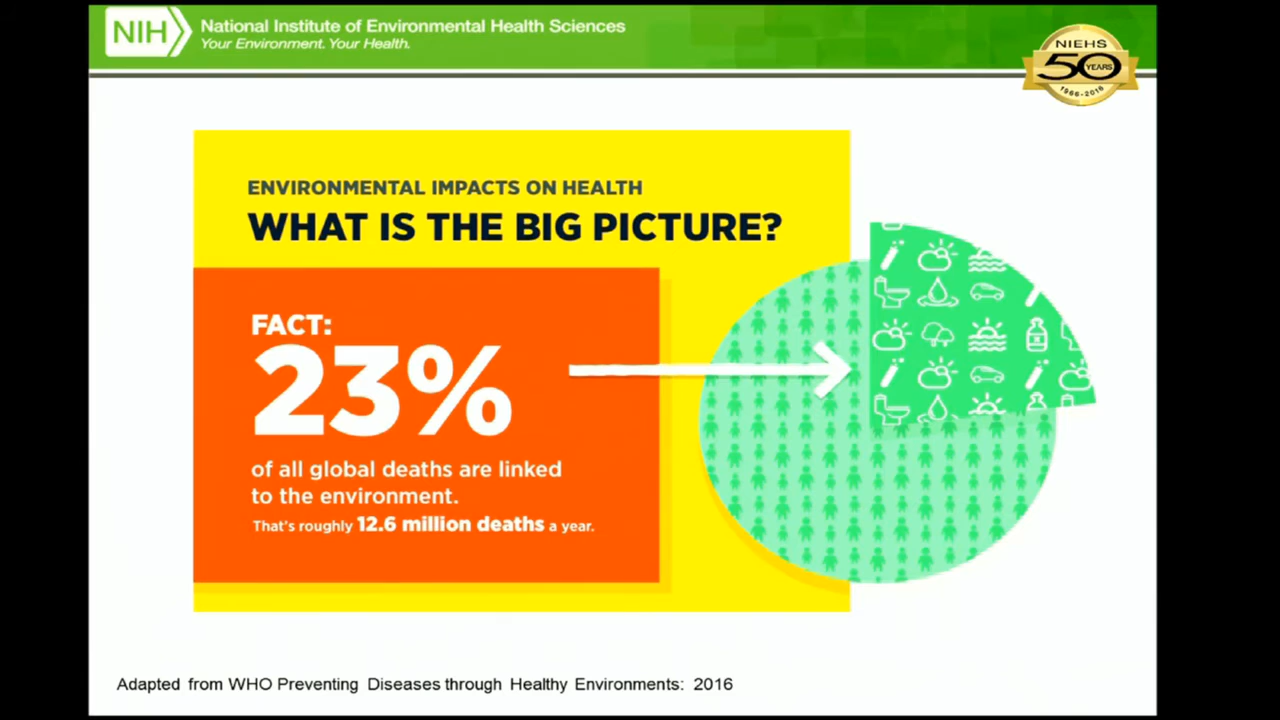 NIH
National Institute of Environmental Health Sciences
Your Environment. Your Health.
NIEHS
50
YEARS
1966-2016
ENVIRONMENTAL IMPACTS ON HEALTH
WHAT IS THE BIG PICTURE?
FACT:
23%
of all global deaths are linked
to the environment.
That's roughly 12.6 million deaths a year.
Adapted from WHO Preventing Diseases through Healthy Environments: 2016